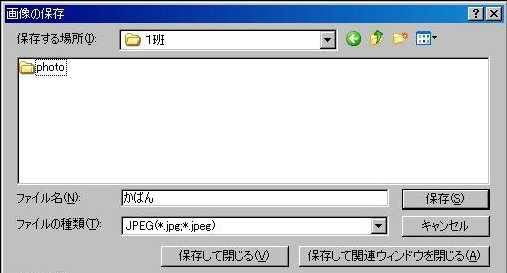 画像の保存
保存する場所(I):
1班
photo
ファイル名(N):
かばん
保存(S)
ファイルの種類(T):
JPEG(*.jpg;*.jpeg)
キャンセル
保存して閉じる(V)
保存して関連ウィンドウを閉じる(A)